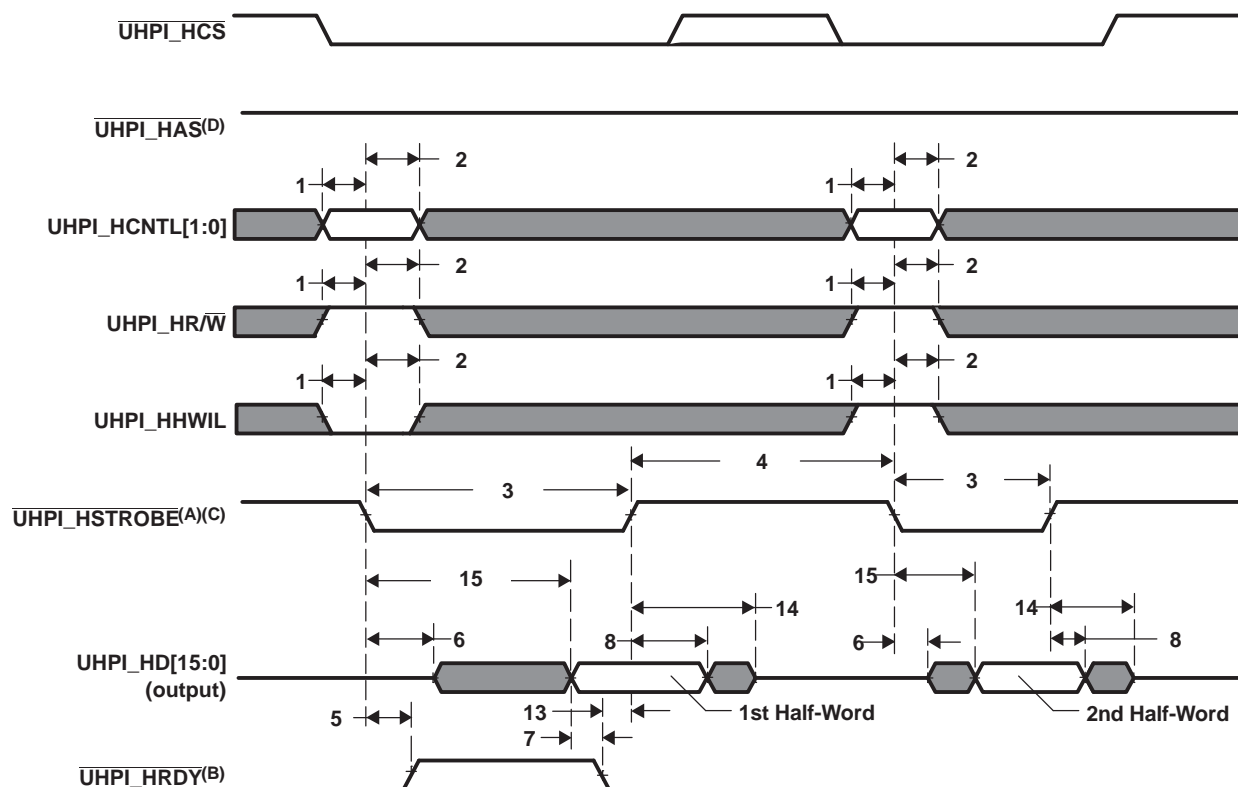 UHPI_HCS
UHPI_HAS(D)
2 2
1 1
UHPI_HCNTL[1:0]
2 2
1 1
UHPI_HR/W
2 2
1 1
UHPI_HHWIL
4
3 3
UHPI_HSTROBE(A)(C)
15 15
14 14
6 8 6 8
UHPI_HD[15:0]
(output)
5 13 1st Half-Word 2nd Half-Word
7
UHPI_HRDY(B)